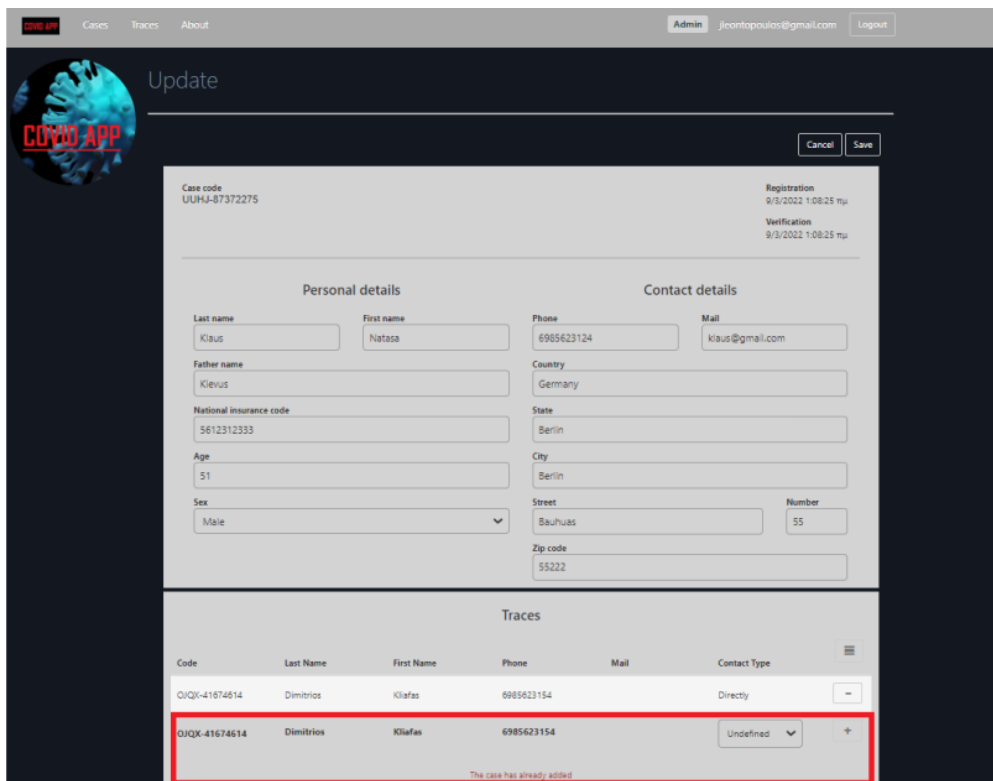 COVID APP Cases Traces About Admin jleontopoulos@gmail.com Logout
COVID APP
Update
Cancel Save
Case code
UUHJ-87372275
Registration
9/3/2022 1:08:25 πμ
Verification
9/3/2022 1:08:25 πμ
Personal details
Last name First name
Klaus Natasa
Father name
Klevus
National insurance code
5612312333
Age
51
Sex
Male
Contact details
Phone Mail
6985623124 klaus@gmail.com
Country
Germany
State
Berlin
City
Berlin
Street Number
Bauhuas 55
Zip code
55222
Traces
Code Last Name First Name Phone Mail Contact Type
OJQX-41674614 Dimitrios Kliafas 6985623154 Directly -
OJQX-41674614 Dimitrios Kliafas 6985623154 Undefined +
The case has already added